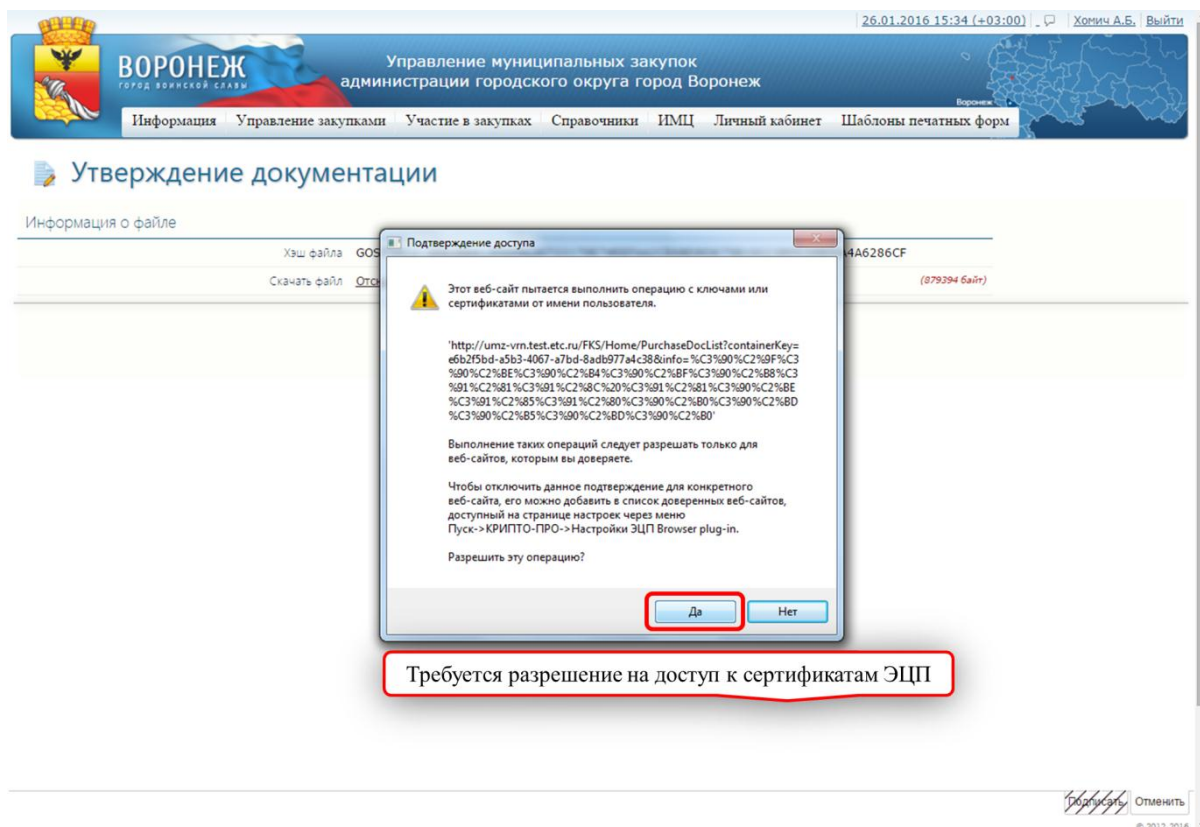 26.01.2016 15:34 (+03:00) Хомич А.Б. Выйти
ВОРОНЕЖ
ГОРОД ВОИНСКОЙ СЛАВЫ
Управление муниципальных закупок
администрации городского округа город Воронеж
Воронеж
Информация Управление закупками Участие в закупках Справочники ИМЦ Личный кабинет Шаблоны печатных форм
Утверждение документации
Информация о файле
Хэш файла GOS A4A6286CF
Скачать файл (879394 байт)
Подтверждение доступа
Этот веб-сайт пытается выполнить операцию с ключами или
сертификатами от имени пользователя.
'http://umz-vrn.test.etc.ru/FKS/Home/PurchaseDocList?containerKey=
e6b2f5bd-a5b3-4067-a7bd-8adb977a4c38&info=%C3%90%C2%9F%C3
%90%C2%BE%C3%90%C2%B4%C3%90%C2%BF%C3%90%C2%B8%C3
%91%C2%81%C3%91%C2%8C%20%C3%91%C2%81%C3%90%C2%BE
%C3%91%C2%85%C3%91%C2%80%C3%90%C2%B0%C3%90%C2%BD
%C3%90%C2%B5%C3%90%C2%BD%C3%90%C2%B0'
Выполнение таких операций следует разрешать только для
веб-сайтов, которым вы доверяете.
Чтобы отключить данное подтверждение для конкретного
веб-сайта, его можно добавить в список доверенных веб-сайтов,
доступный на странице настроек через меню
Пуск->КРИПТО-ПРО->Настройки ЭЦП Browser plug-in.
Разрешить эту операцию?
Да Нет
Требуется разрешение на доступ к сертификатам ЭЦП
Подписать Отменить
© 2012-2016